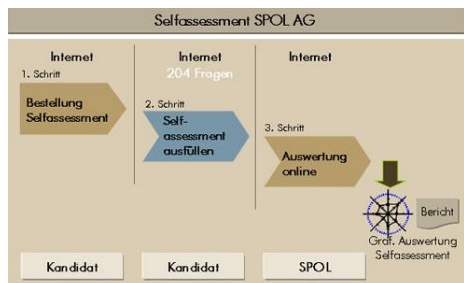 Selfassessment SPOL AG
Internet
Internet
Internet
204 Fragen
1. Schritt
Bestellung
Selfassessment
2. Schritt
Self-
assessment
ausfüllen
3. Schritt
Auswertung
online
Bericht
Graf. Auswertung
Selfassessment
Kandidat
Kandidat
SPOL